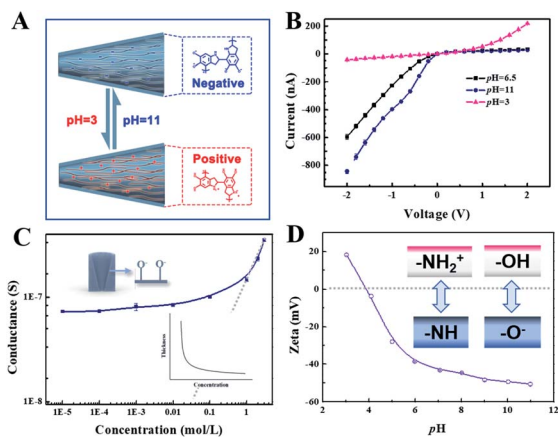 A
Negative
pH=3
pH=11
Positive
B
Current (nA)
200
0
-200
-400
-600
-800
pH=6.5
pH=11
pH=3
-2
-1
0
1
2
Voltage (V)
C
Conductance (S)
1E-7
1E-8
O⁻ O⁻
Thickness
Concentration
1E-5
1E-4
1E-3
0.01
0.1
1
Concentration (mol/L)
D
Zeta (mV)
20
0
-20
-40
-60
-NH₂⁺
-OH
-NH
-O⁻
2
4
6
8
10
12
pH